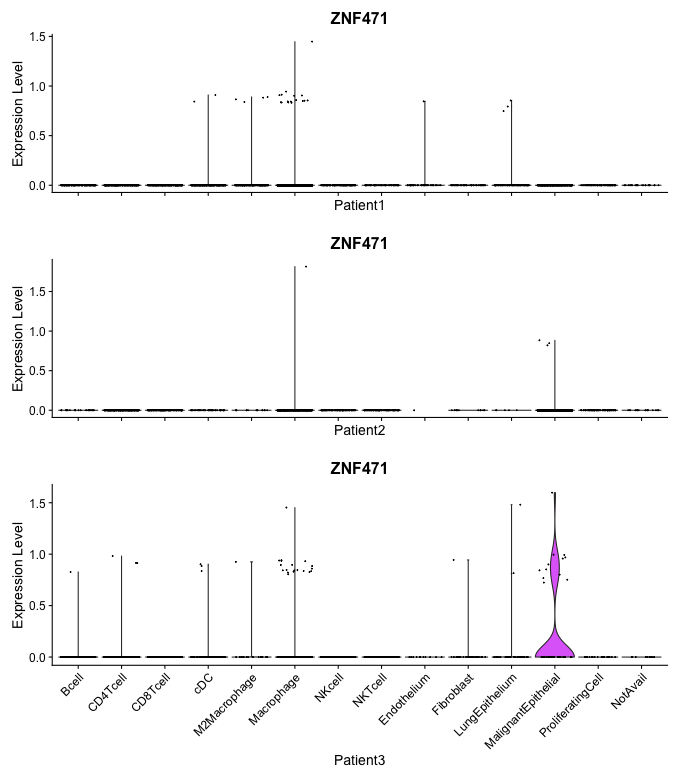 ZNF471
Expression Level
1.5
1.0
0.5
0.0
Patient1
ZNF471
Expression Level
1.5
1.0
0.5
0.0
Patient2
ZNF471
Expression Level
1.5
1.0
0.5
0.0
Bcell
CD4Tcell
CD8Tcell
cDC
M2Macrophage
Macrophage
NKcell
NKTcell
Endothelium
Fibroblast
LungEpithelium
MalignantEpithelial
ProliferatingCell
NotAvail
Patient3